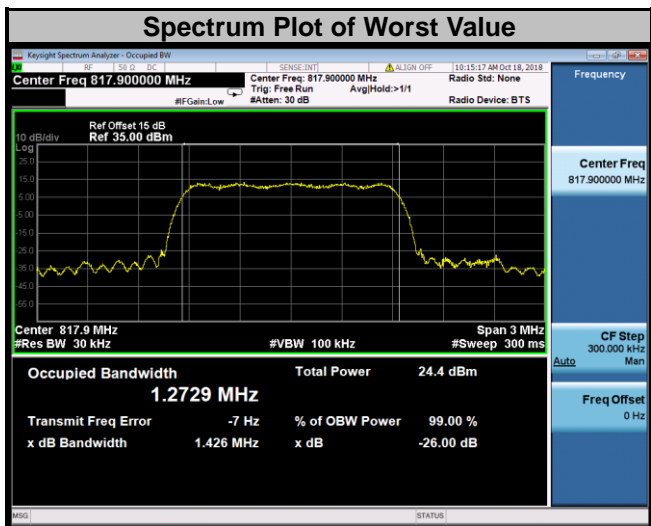 Spectrum Plot of Worst Value
Keysight Spectrum Analyzer - Occupied BW
RF 50 Ω DC SENSE:INT ALIGN OFF 10:15:17 AM Oct 18, 2018
Center Freq 817.900000 MHz
Center Freq: 817.900000 MHz
Radio Std: None
Trig: Free Run Avg|Hold:>1/1
#IFGain:Low #Atten: 30 dB Radio Device: BTS
Frequency
Ref Offset 15 dB
10 dB/div Ref 35.00 dBm
Log
25.0
15.0
5.00
-5.00
-15.0
-25.0
-35.0
-45.0
-55.0
Center 817.9 MHz Span 3 MHz
#Res BW 30 kHz #VBW 100 kHz #Sweep 300 ms
Center Freq
817.900000 MHz
CF Step
300.000 kHz
Auto Man
Freq Offset
0 Hz
Occupied Bandwidth Total Power 24.4 dBm
1.2729 MHz
Transmit Freq Error -7 Hz % of OBW Power 99.00 %
x dB Bandwidth 1.426 MHz x dB -26.00 dB
MSG STATUS